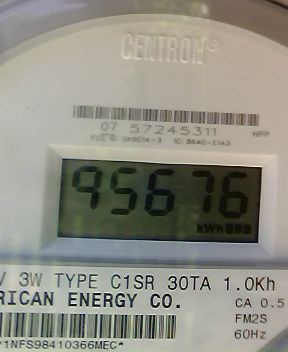 CENTRON®
07 57245311
95676
kWh
V 3W TYPE C1SR 30TA 1.0Kh
RICAN ENERGY CO.
CA 0.5
FM2S
60Hz
*1NFS98410366MEC*